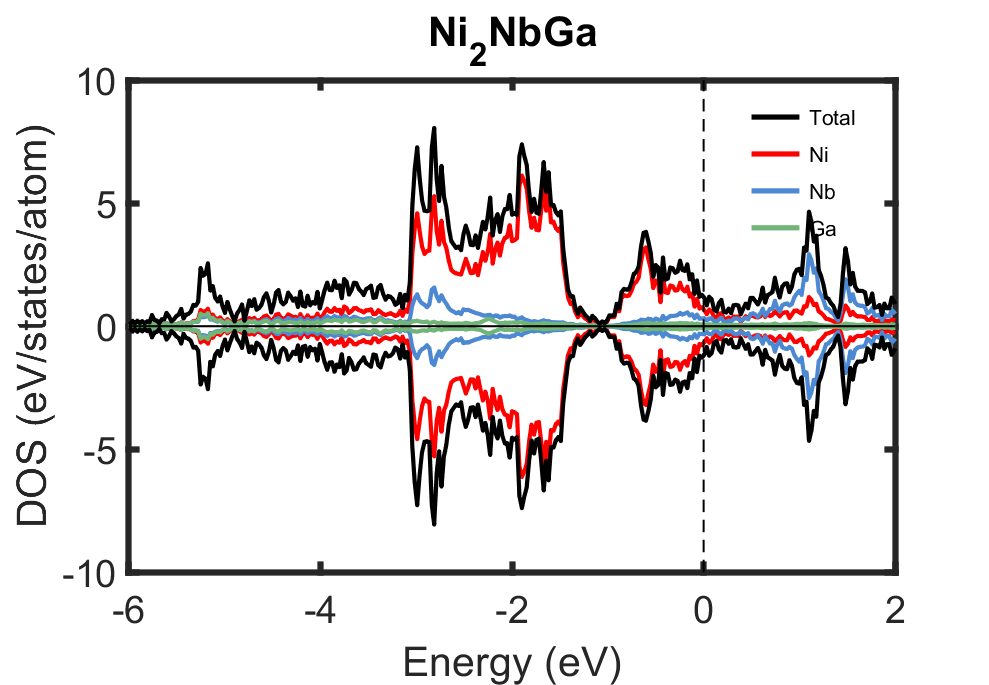 Ni2NbGa
DOS (eV/states/atom)
10
5
0
-5
-10
Total
Ni
Nb
Ga
-6 -4 -2 0 2
Energy (eV)